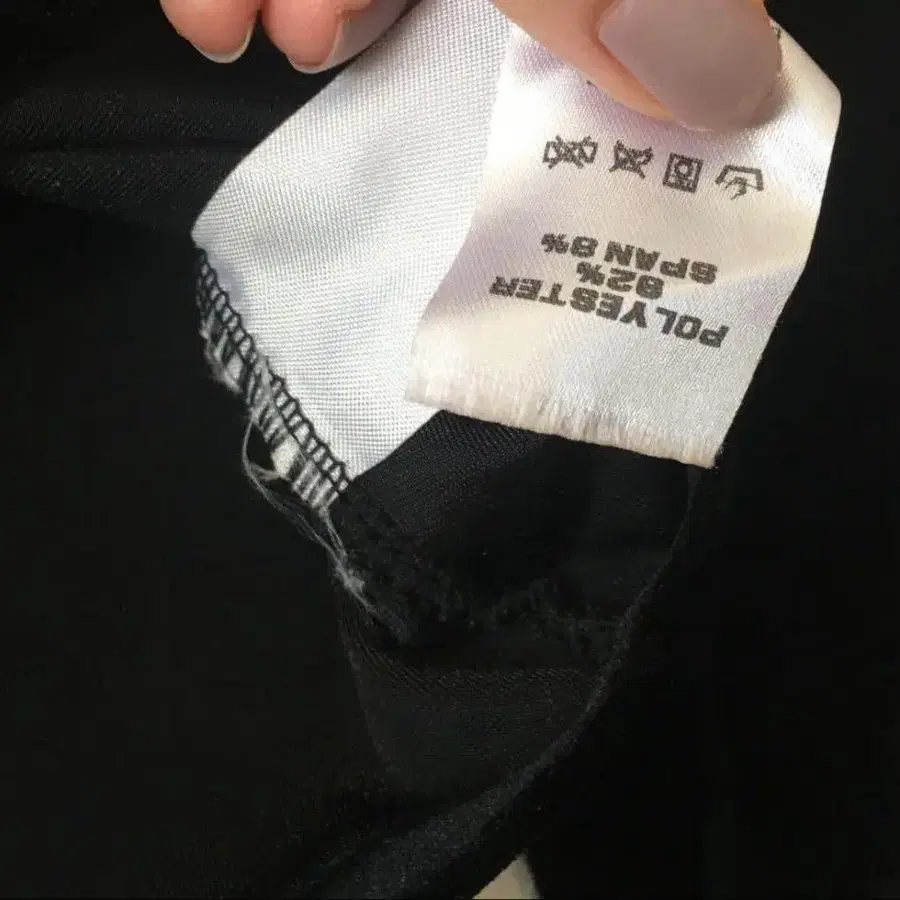 POLYESTER
92%
SPAN 8%